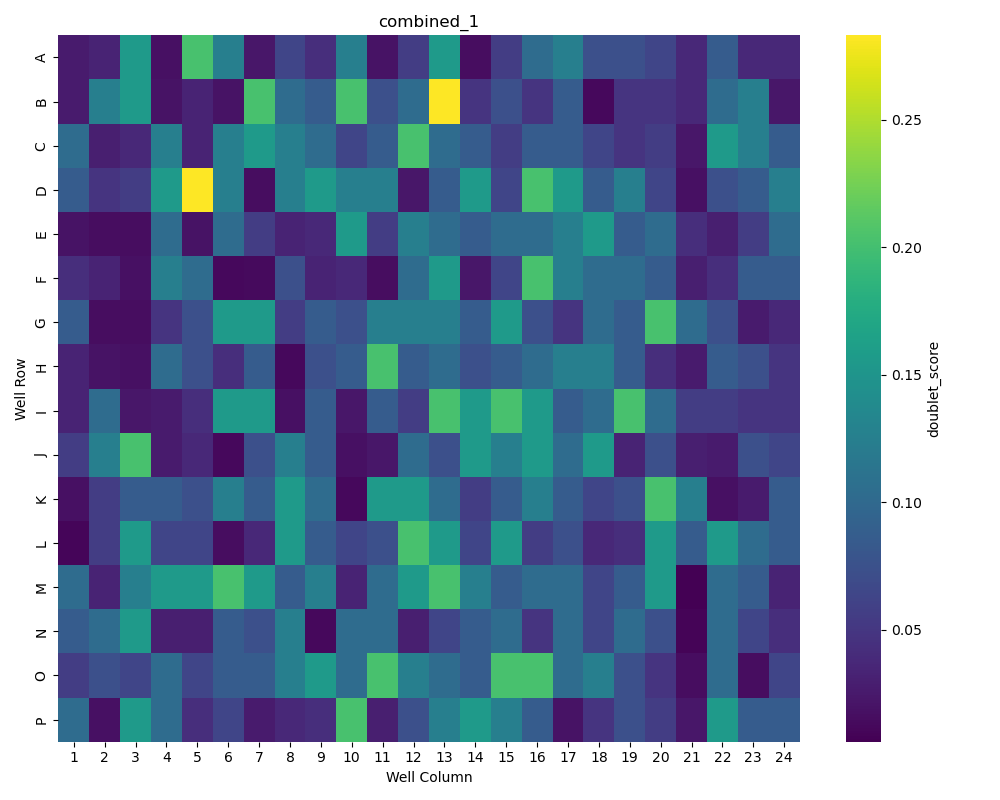 combined_1
A
B
C
D
E
F
G
H
I
J
K
L
M
N
O
P
Well Row
1 2 3 4 5 6 7 8 9 10 11 12 13 14 15 16 17 18 19 20 21 22 23 24
Well Column
0.25
0.20
0.15
0.10
0.05
doublet_score